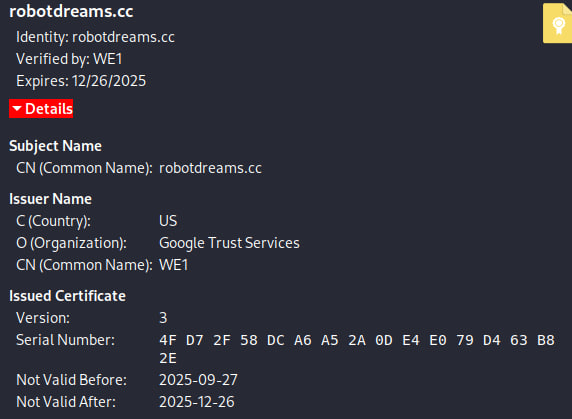 robotdreams.cc
Identity: robotdreams.cc
Verified by: WE1
Expires: 12/26/2025
Details
Subject Name
CN (Common Name): robotdreams.cc
Issuer Name
C (Country): US
O (Organization): Google Trust Services
CN (Common Name): WE1
Issued Certificate
Version: 3
Serial Number: 4F D7 2F 58 DC A6 A5 2A 0D E4 E0 79 D4 63 B8
2E
Not Valid Before: 2025-09-27
Not Valid After: 2025-12-26